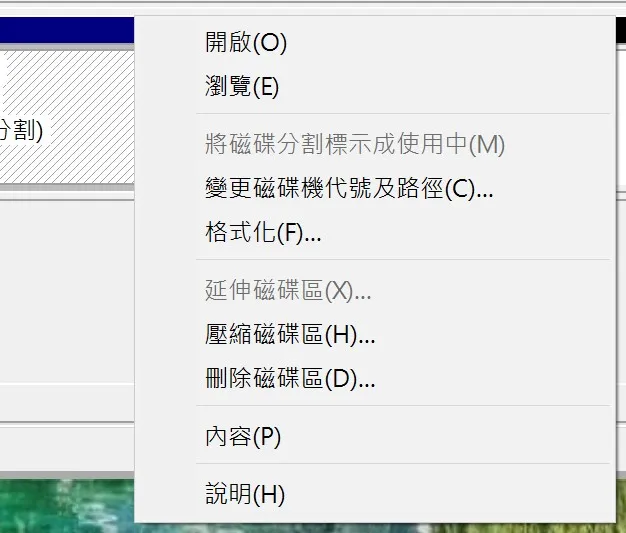 開啟(O)
瀏覽(E)
分割)
將磁碟分割標示成使用中(M)
變更磁碟機代號及路徑(C)...
格式化(F)...
延伸磁碟區(X)...
壓縮磁碟區(H)...
刪除磁碟區(D)...
內容(P)
說明(H)